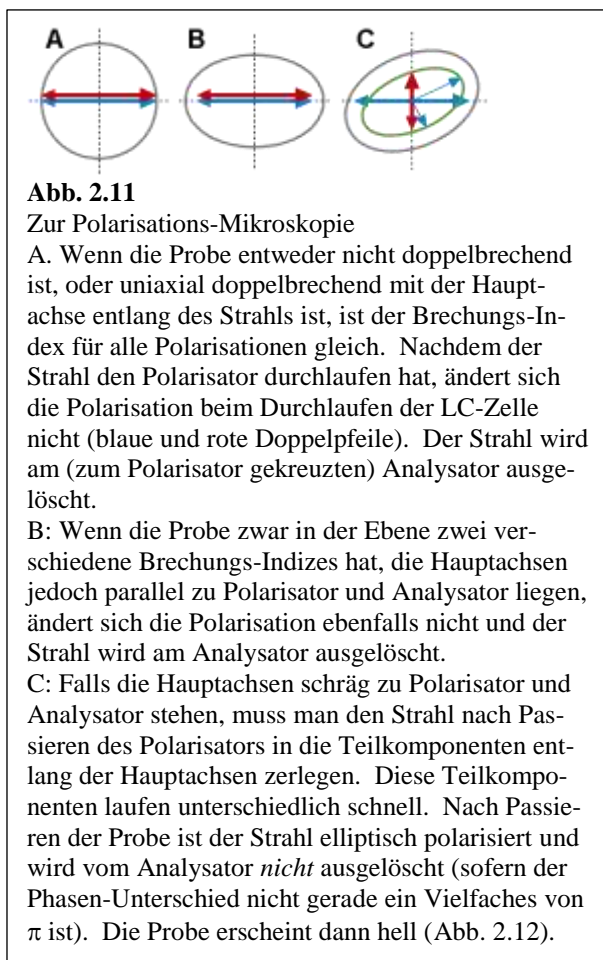 A B C
Abb. 2.11
Zur Polarisations-Mikroskopie
A. Wenn die Probe entweder nicht doppelbrechend
ist, oder uniaxial doppelbrechend mit der Haupt-
achse entlang des Strahls ist, ist der Brechungs-In-
dex für alle Polarisationen gleich. Nachdem der
Strahl den Polarisator durchlaufen hat, ändert sich
die Polarisation beim Durchlaufen der LC-Zelle
nicht (blaue und rote Doppelpfeile). Der Strahl wird
am (zum Polarisator gekreuzten) Analysator ausge-
löscht.
B: Wenn die Probe zwar in der Ebene zwei ver-
schiedene Brechungs-Indizes hat, die Hauptachsen
jedoch parallel zu Polarisator und Analysator liegen,
ändert sich die Polarisation ebenfalls nicht und der
Strahl wird am Analysator ausgelöscht.
C: Falls die Hauptachsen schräg zu Polarisator und
Analysator stehen, muss man den Strahl nach Pas-
sieren des Polarisators in die Teilkomponenten ent-
lang der Hauptachsen zerlegen. Diese Teilkompo-
nenten laufen unterschiedlich schnell. Nach Passie-
ren der Probe ist der Strahl elliptisch polarisiert und
wird vom Analysator nicht ausgelöscht (sofern der
Phasen-Unterschied nicht gerade ein Vielfaches von
π ist). Die Probe erscheint dann hell (Abb. 2.12).